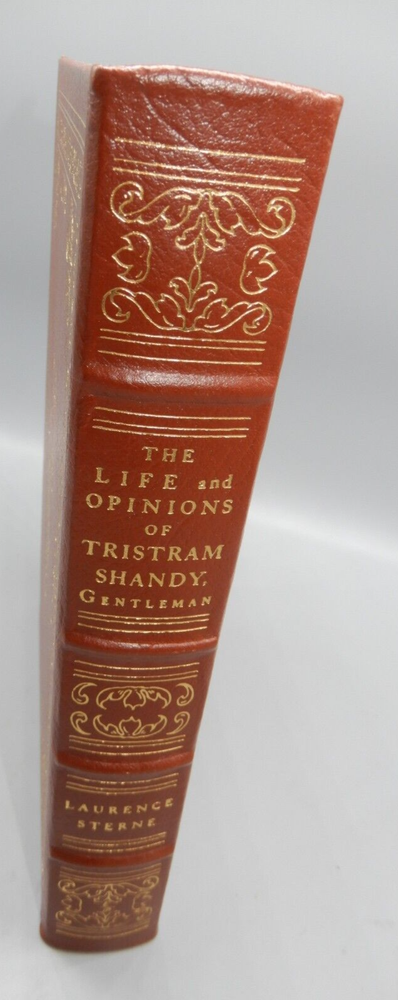 THE
LIFE and
OPINIONS
OF
TRISTRAM
SHANDY,
GENTLEMAN
LAURENCE
STERNE